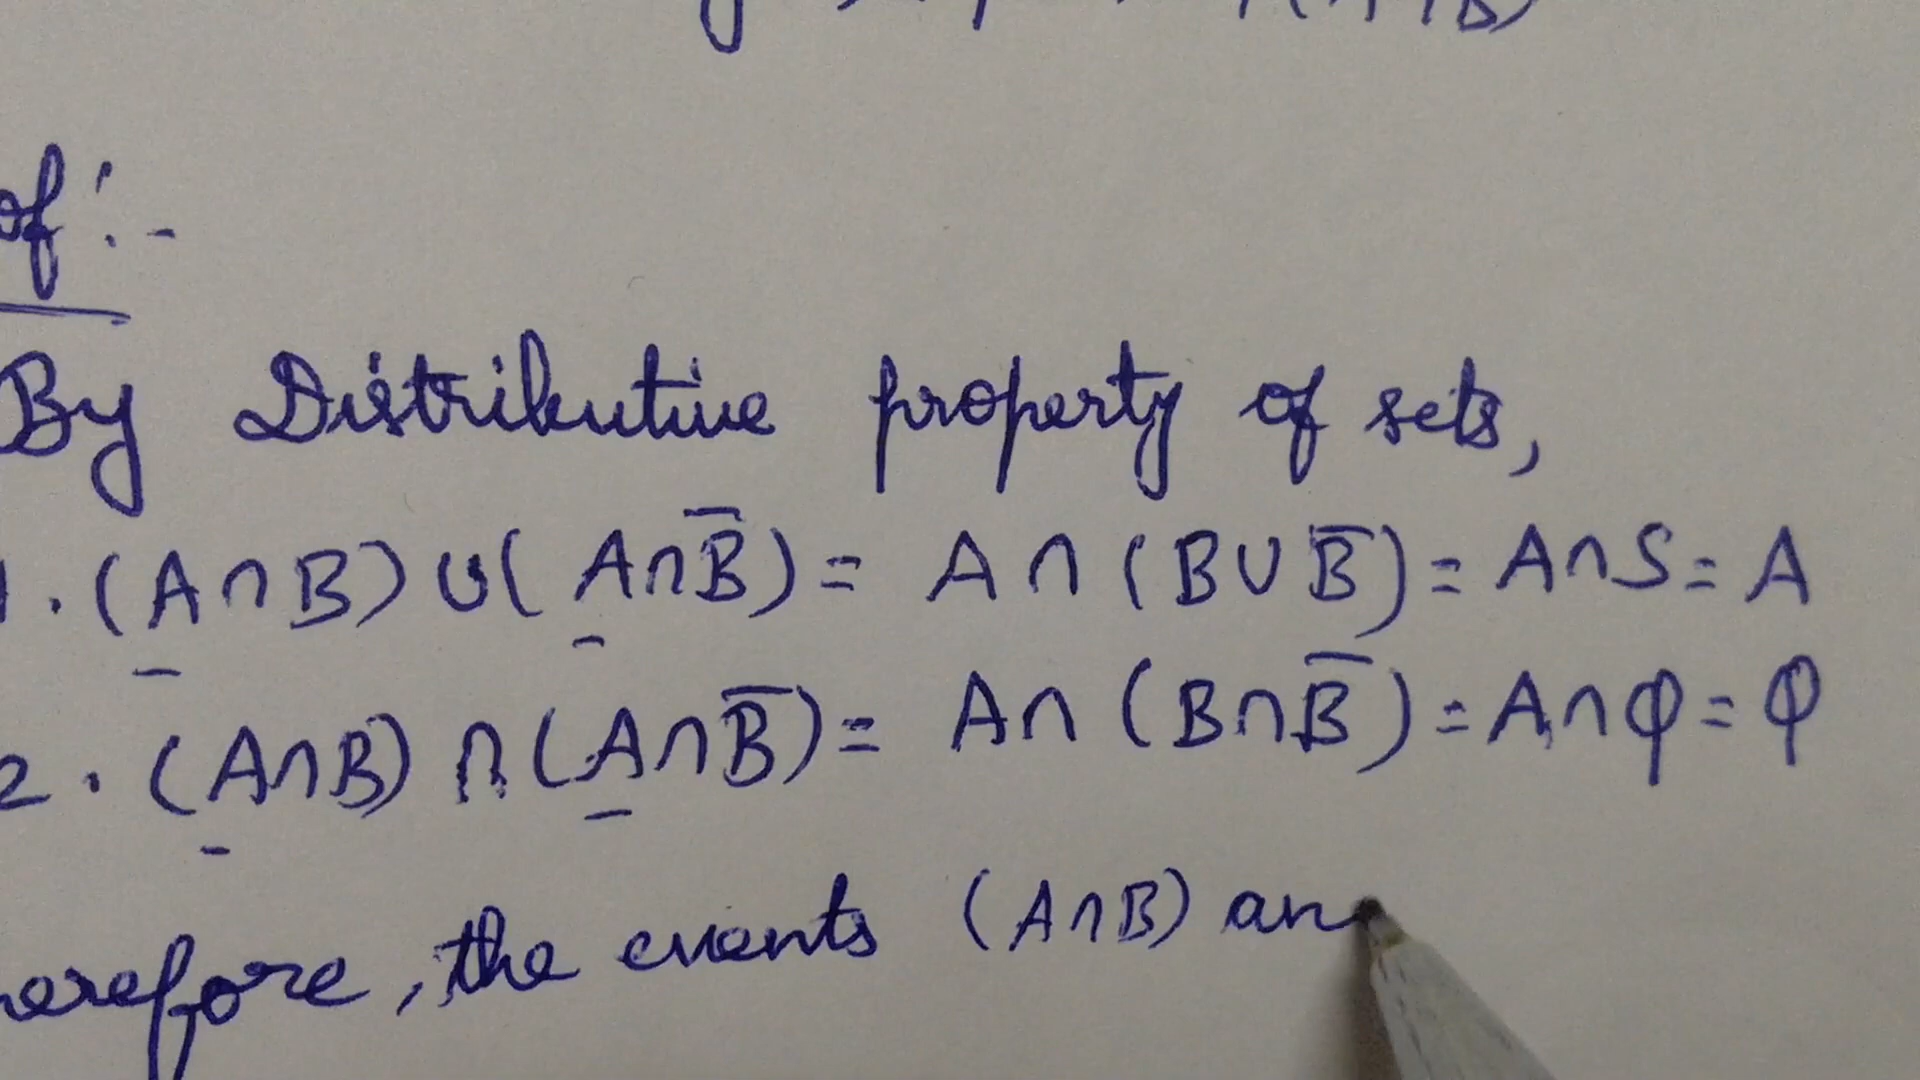 of :-
By Distributive property of sets,
1. (A∩B) ∪ (A∩B̅) = A∩(B∪B̅) = A∩S = A
2. (A∩B) ∩ (A∩B̅) = A∩(B∩B̅) = A∩φ = φ
erefore, the events (A∩B) an